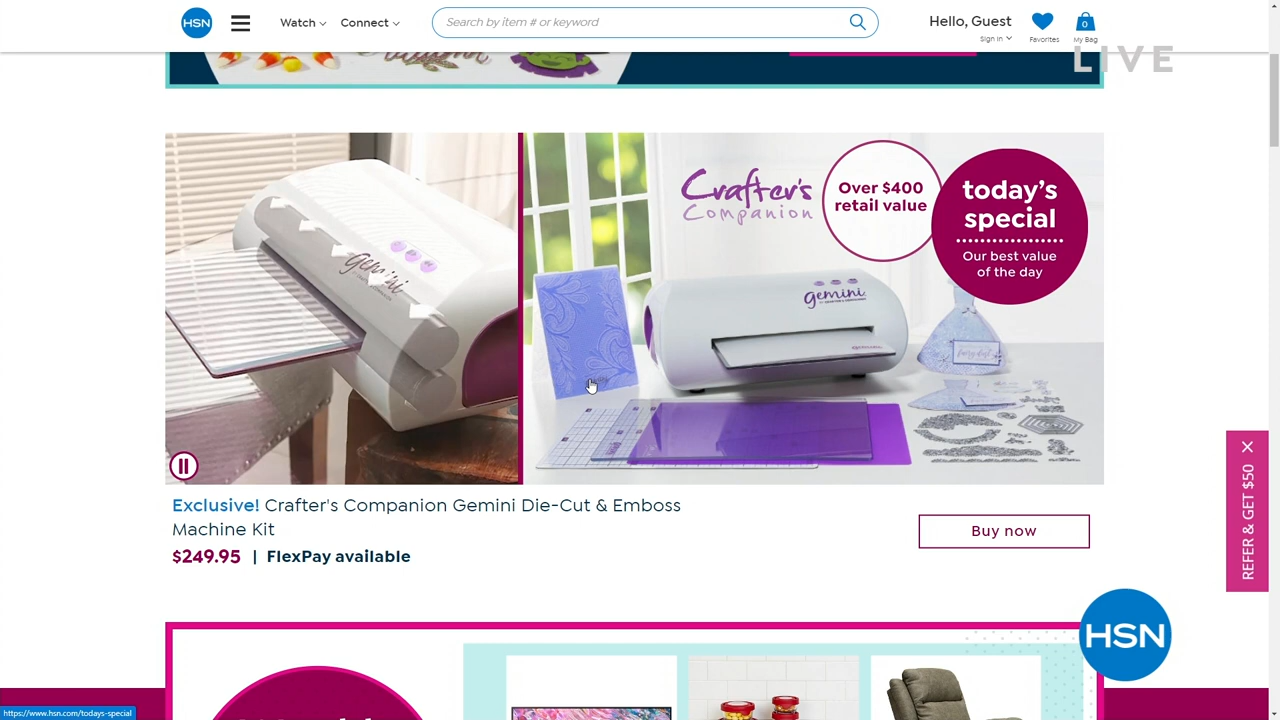 HSN
Watch
Connect
Search by item # or keyword
Hello, Guest
Sign In
Favorites
0
My Bag
LIVE
Crafter's
Companion
Over $400
retail value
today's
special
Our best value
of the day
gemini
gemini
Exclusive! Crafter's Companion Gemini Die-Cut & Emboss
Machine Kit
$249.95 | FlexPay available
Buy now
REFER & GET $50
HSN
https://www.hsn.com/todays-special